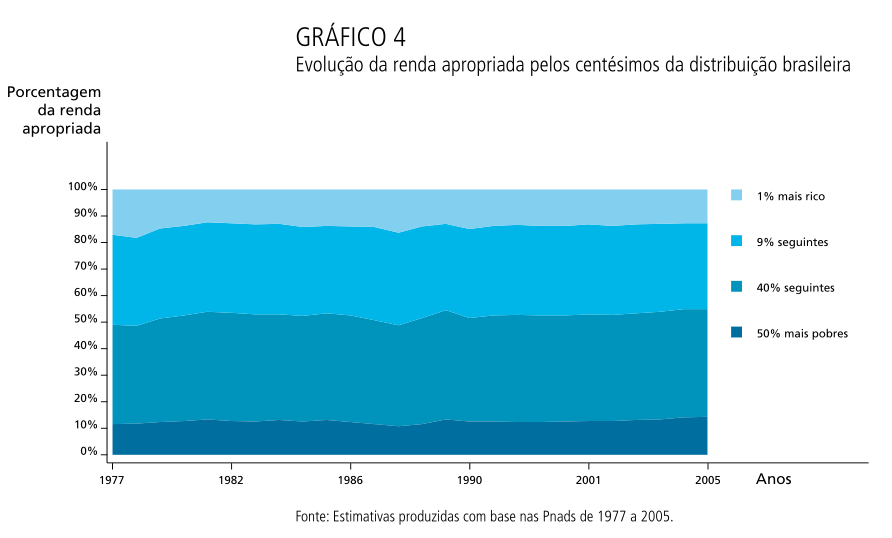 GRÁFICO 4
Evolução da renda apropriada pelos centésimos da distribuição brasileira
Porcentagem
da renda
apropriada
100%
90%
80%
70%
60%
50%
40%
30%
20%
10%
0%
1% mais rico
9% seguintes
40% seguintes
50% mais pobres
1977
1982
1986
1990
2001
2005
Anos
Fonte: Estimativas produzidas com base nas Pnads de 1977 a 2005.